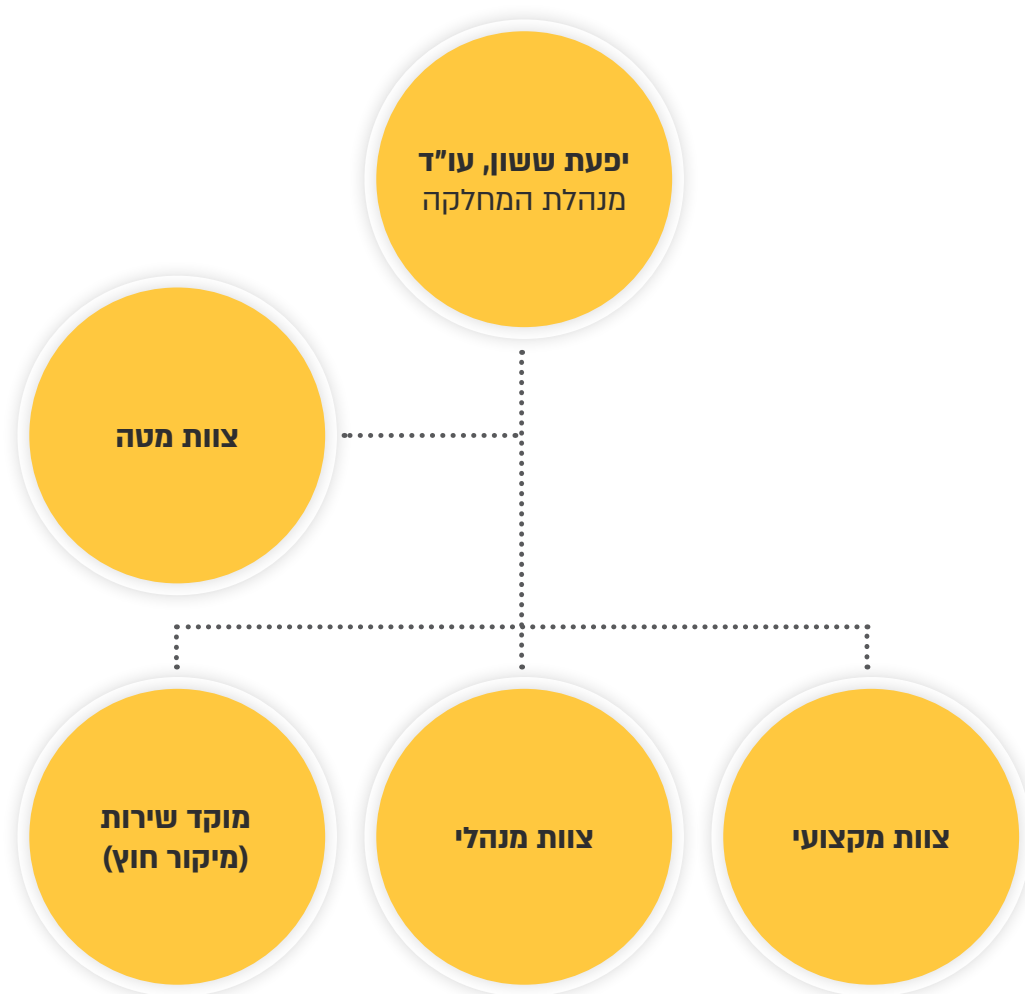 יפעת ששון, עו"ד
מנהלת המחלקה
צוות מטה
צוות מקצועי
צוות מנהלי
מוקד שירות
(מיקור חוץ)